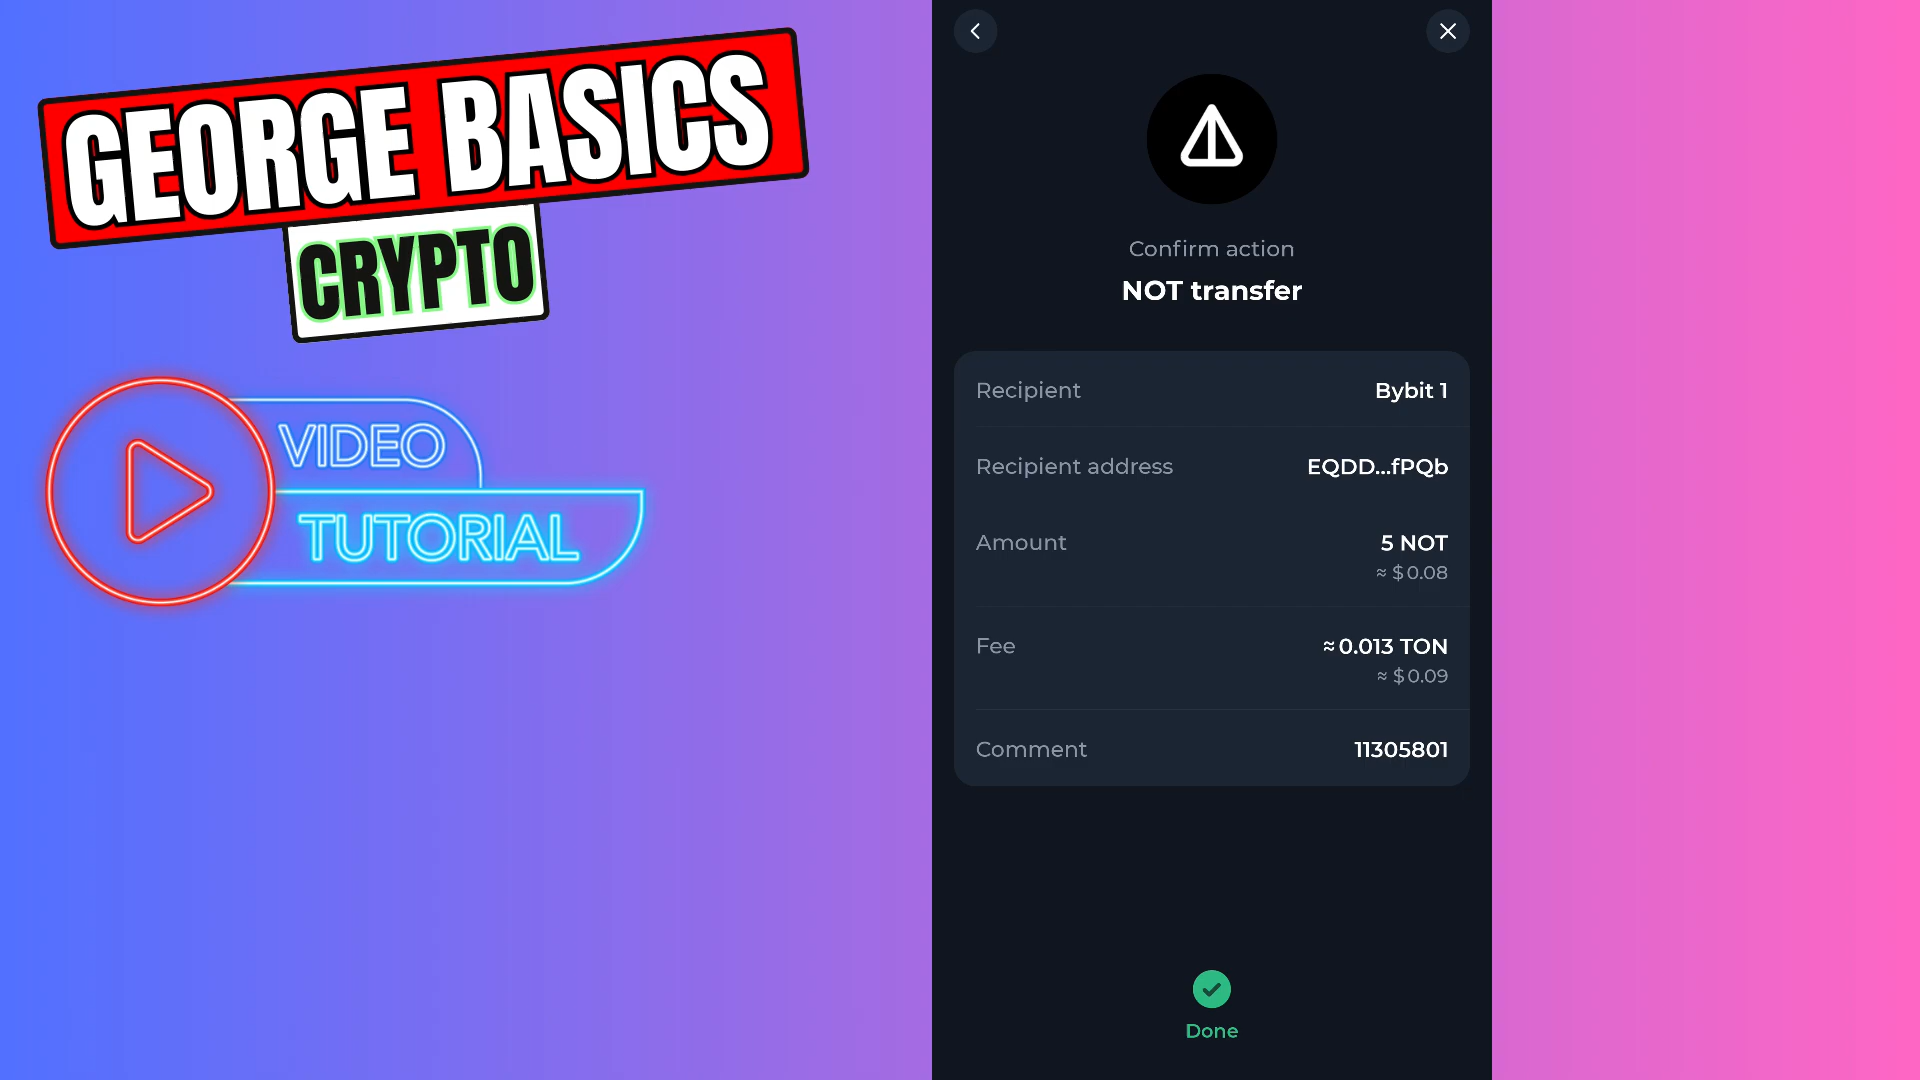 GEORGE BASICS
CRYPTO
VIDEO
TUTORIAL
Confirm action
NOT transfer
Recipient Bybit 1
Recipient address EQDD...fPQb
Amount 5 NOT
≈ $0.08
Fee ≈ 0.013 TON
≈ $0.09
Comment 11305801
Done